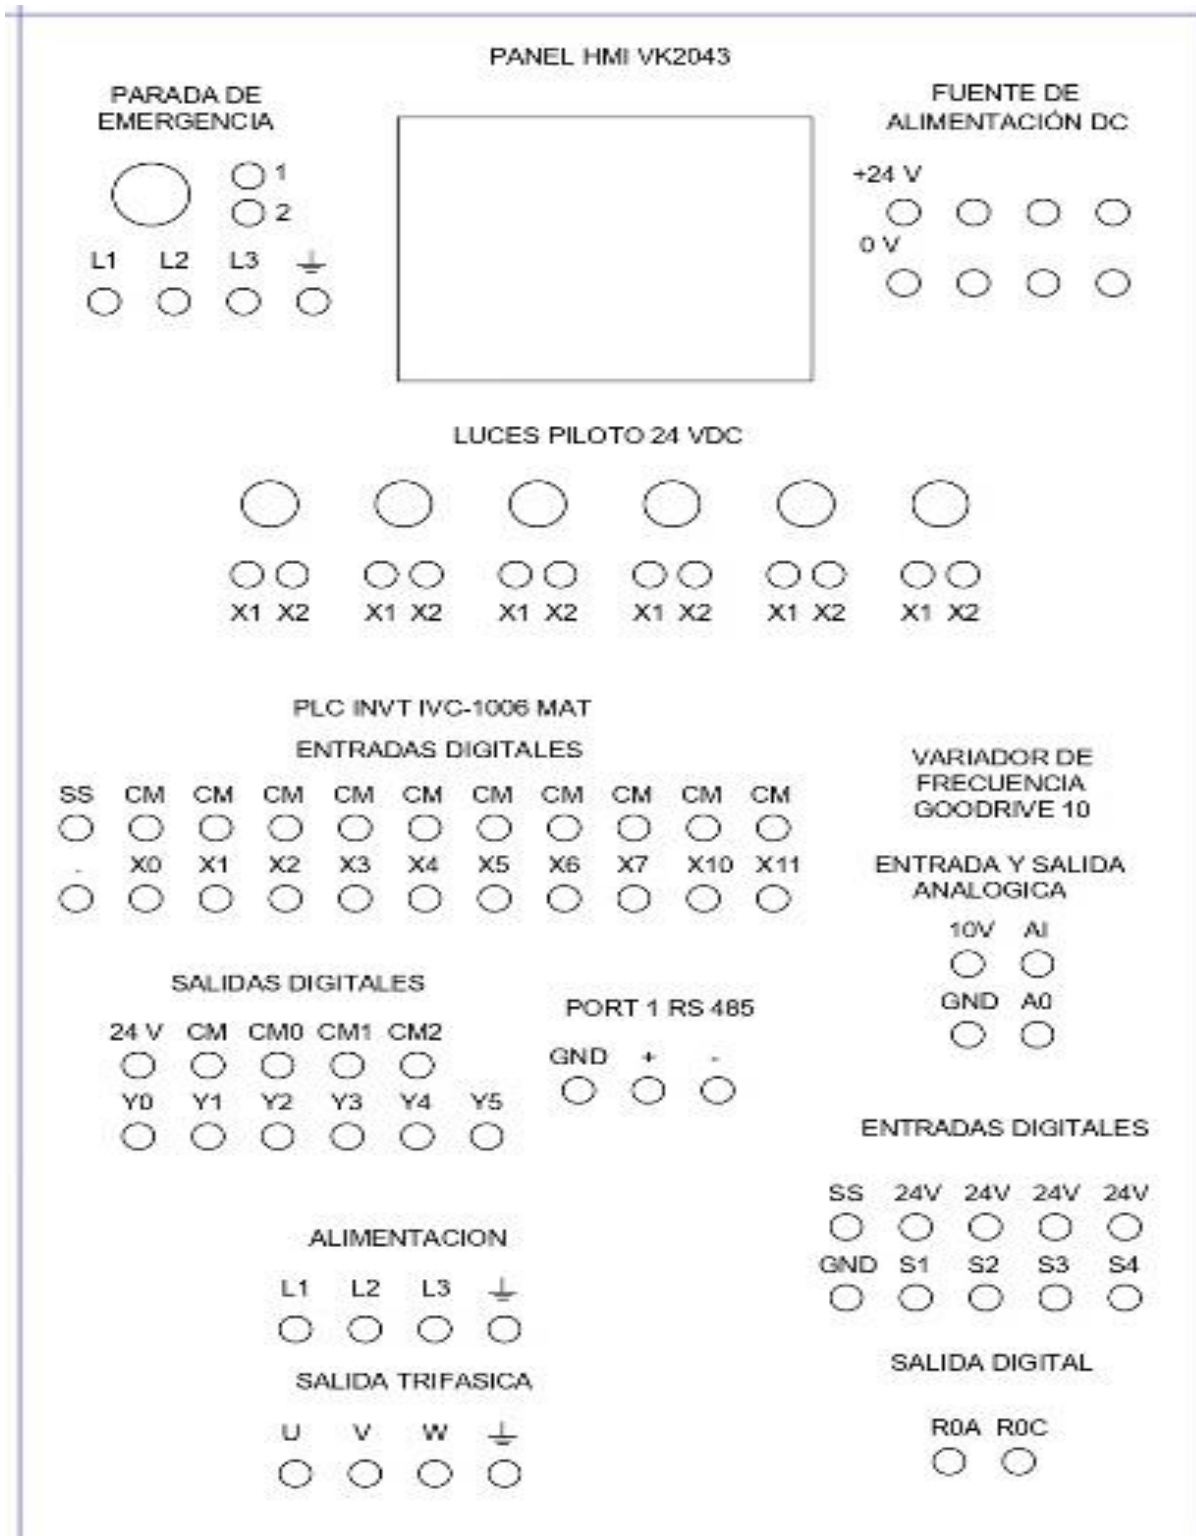 PANEL HMI VK2043
PARADA DE
EMERGENCIA
1
2
L1 L2 L3
FUENTE DE
ALIMENTACIÓN DC
+24 V
0 V
LUCES PILOTO 24 VDC
X1 X2 X1 X2 X1 X2 X1 X2 X1 X2 X1 X2
PLC INVT IVC-1006 MAT
ENTRADAS DIGITALES
SS CM CM CM CM CM CM CM CM CM CM
- X0 X1 X2 X3 X4 X5 X6 X7 X10 X11
SALIDAS DIGITALES
24 V CM CM0 CM1 CM2
Y0 Y1 Y2 Y3 Y4 Y5
PORT 1 RS 485
GND + -
VARIADOR DE
FRECUENCIA
GOODRIVE 10
ENTRADA Y SALIDA
ANALOGICA
10V AI
GND A0
ENTRADAS DIGITALES
SS 24V 24V 24V 24V
GND S1 S2 S3 S4
SALIDA DIGITAL
R0A R0C
ALIMENTACION
L1 L2 L3
SALIDA TRIFASICA
U V W